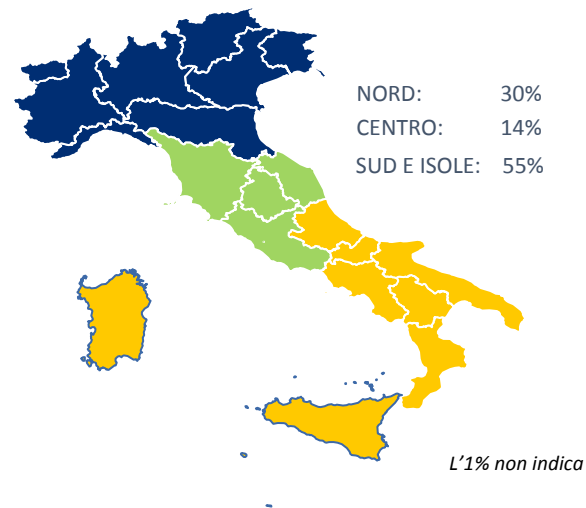 NORD: 30%
CENTRO: 14%
SUD E ISOLE: 55%
L'1% non indica